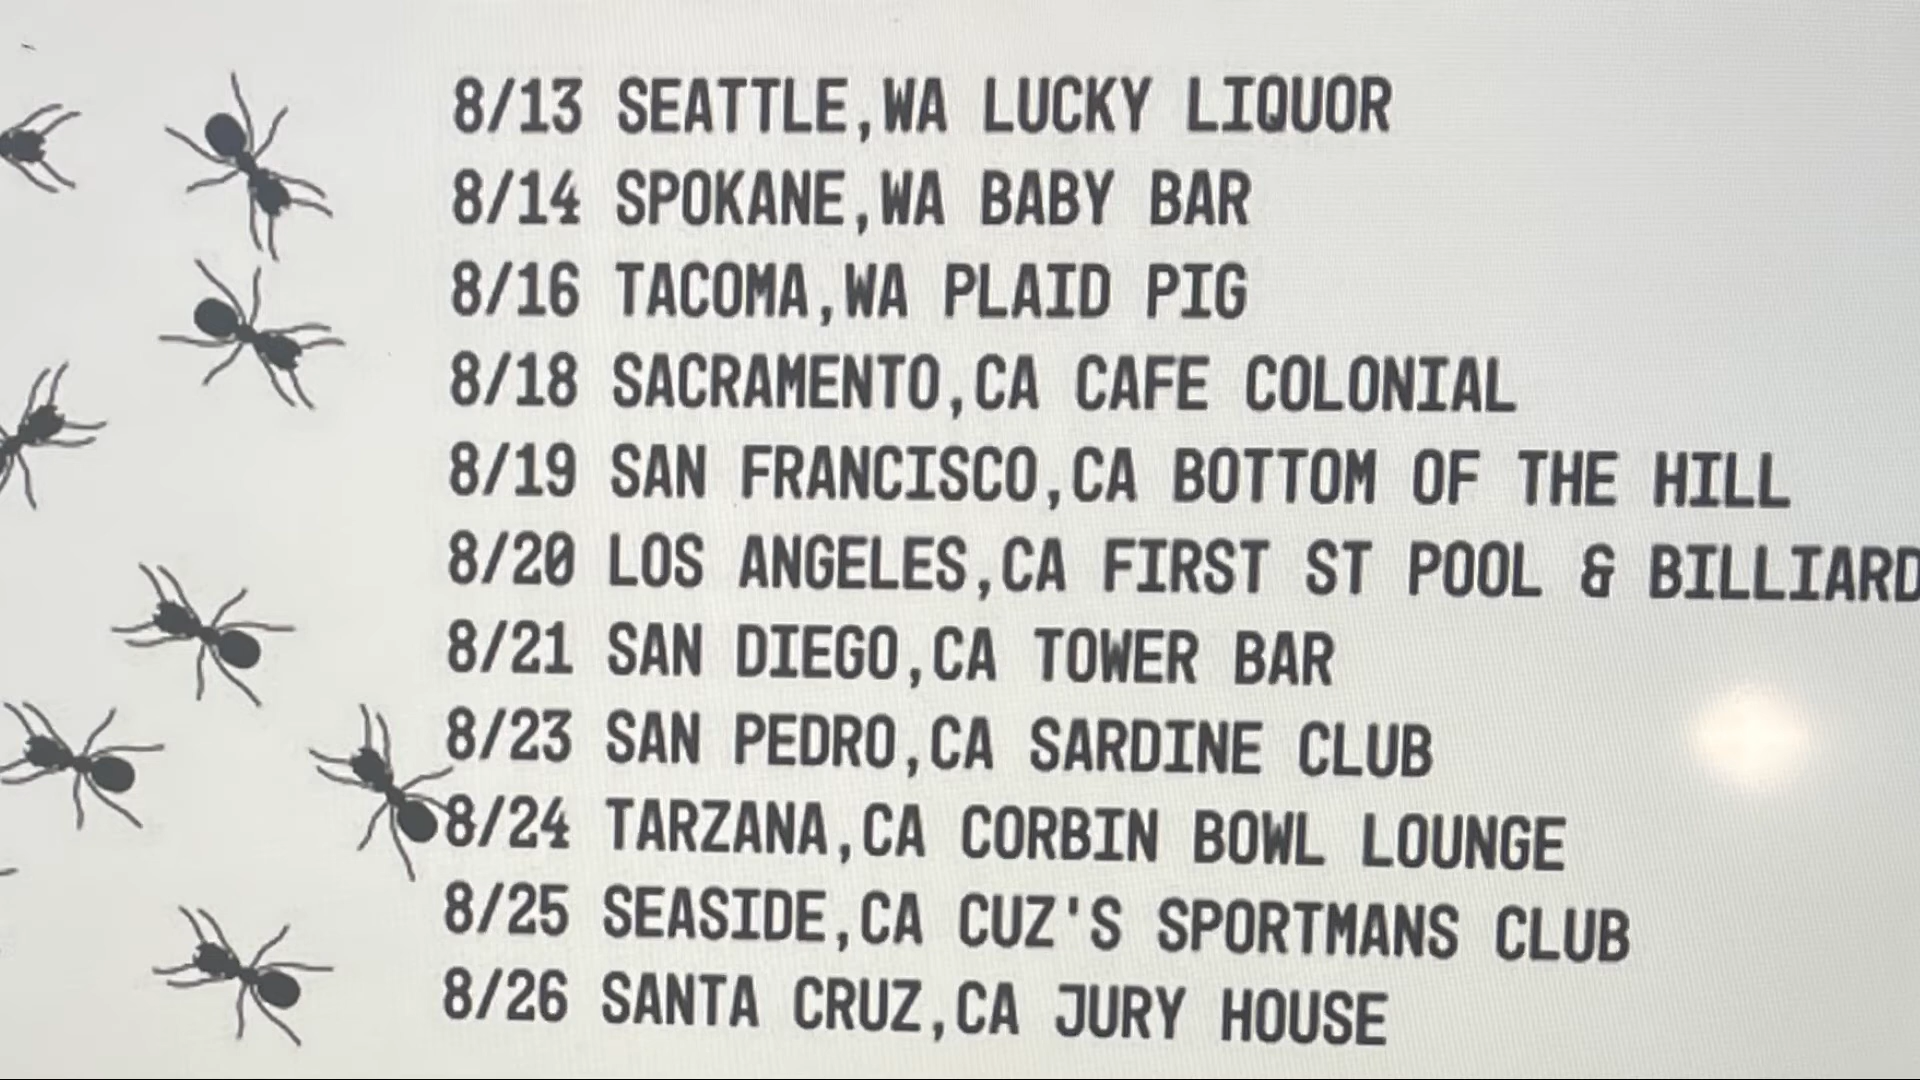 8/13 SEATTLE,WA LUCKY LIQUOR
8/14 SPOKANE,WA BABY BAR
8/16 TACOMA,WA PLAID PIG
8/18 SACRAMENTO,CA CAFE COLONIAL
8/19 SAN FRANCISCO,CA BOTTOM OF THE HILL
8/20 LOS ANGELES,CA FIRST ST POOL & BILLIARD
8/21 SAN DIEGO,CA TOWER BAR
8/23 SAN PEDRO,CA SARDINE CLUB
8/24 TARZANA,CA CORBIN BOWL LOUNGE
8/25 SEASIDE,CA CUZ'S SPORTMANS CLUB
8/26 SANTA CRUZ,CA JURY HOUSE